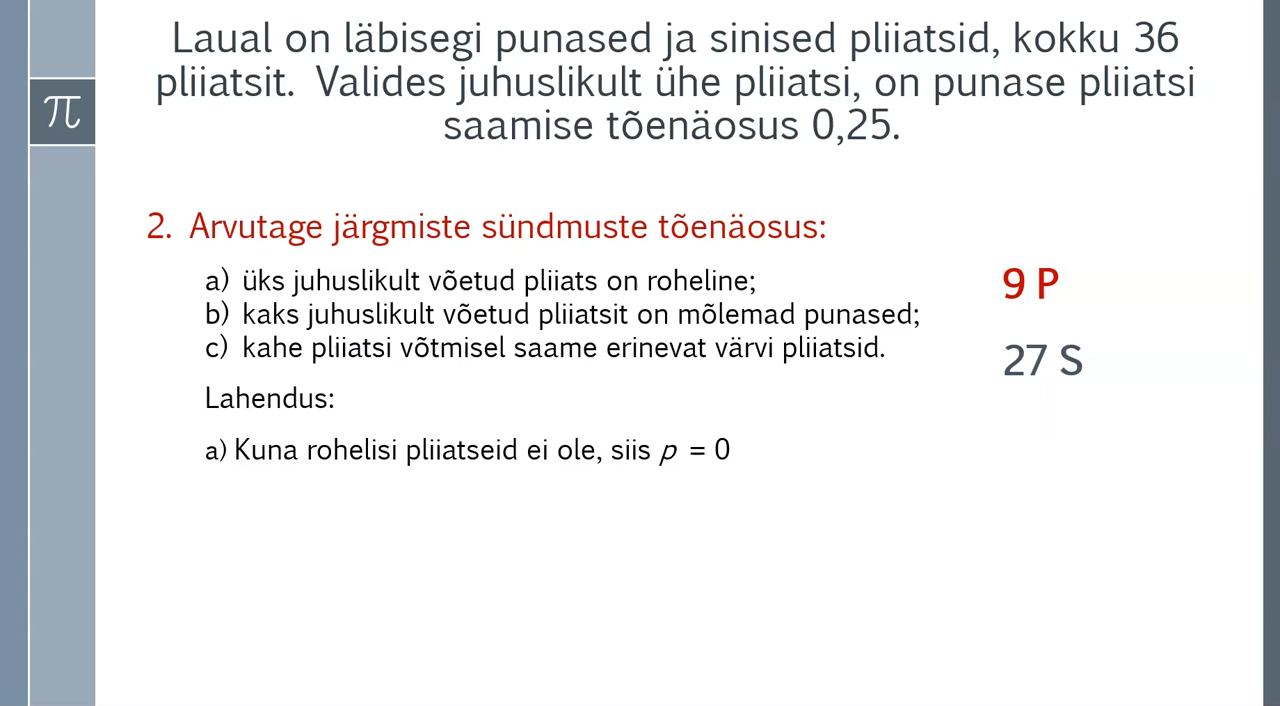 Laual on läbisegi punased ja sinised pliiatsid, kokku 36
pliiatsit. Valides juhuslikult ühe pliiatsi, on punase pliiatsi
saamise tõenäosus 0,25.
π
2. Arvutage järgmiste sündmuste tõenäosus:
a) üks juhuslikult võetud pliiats on roheline;
b) kaks juhuslikult võetud pliiatsit on mõlemad punased;
c) kahe pliiatsi võtmisel saame erinevat värvi pliiatsid.
9 P
27 S
Lahendus:
a) Kuna rohelisi pliiatseid ei ole, siis p = 0